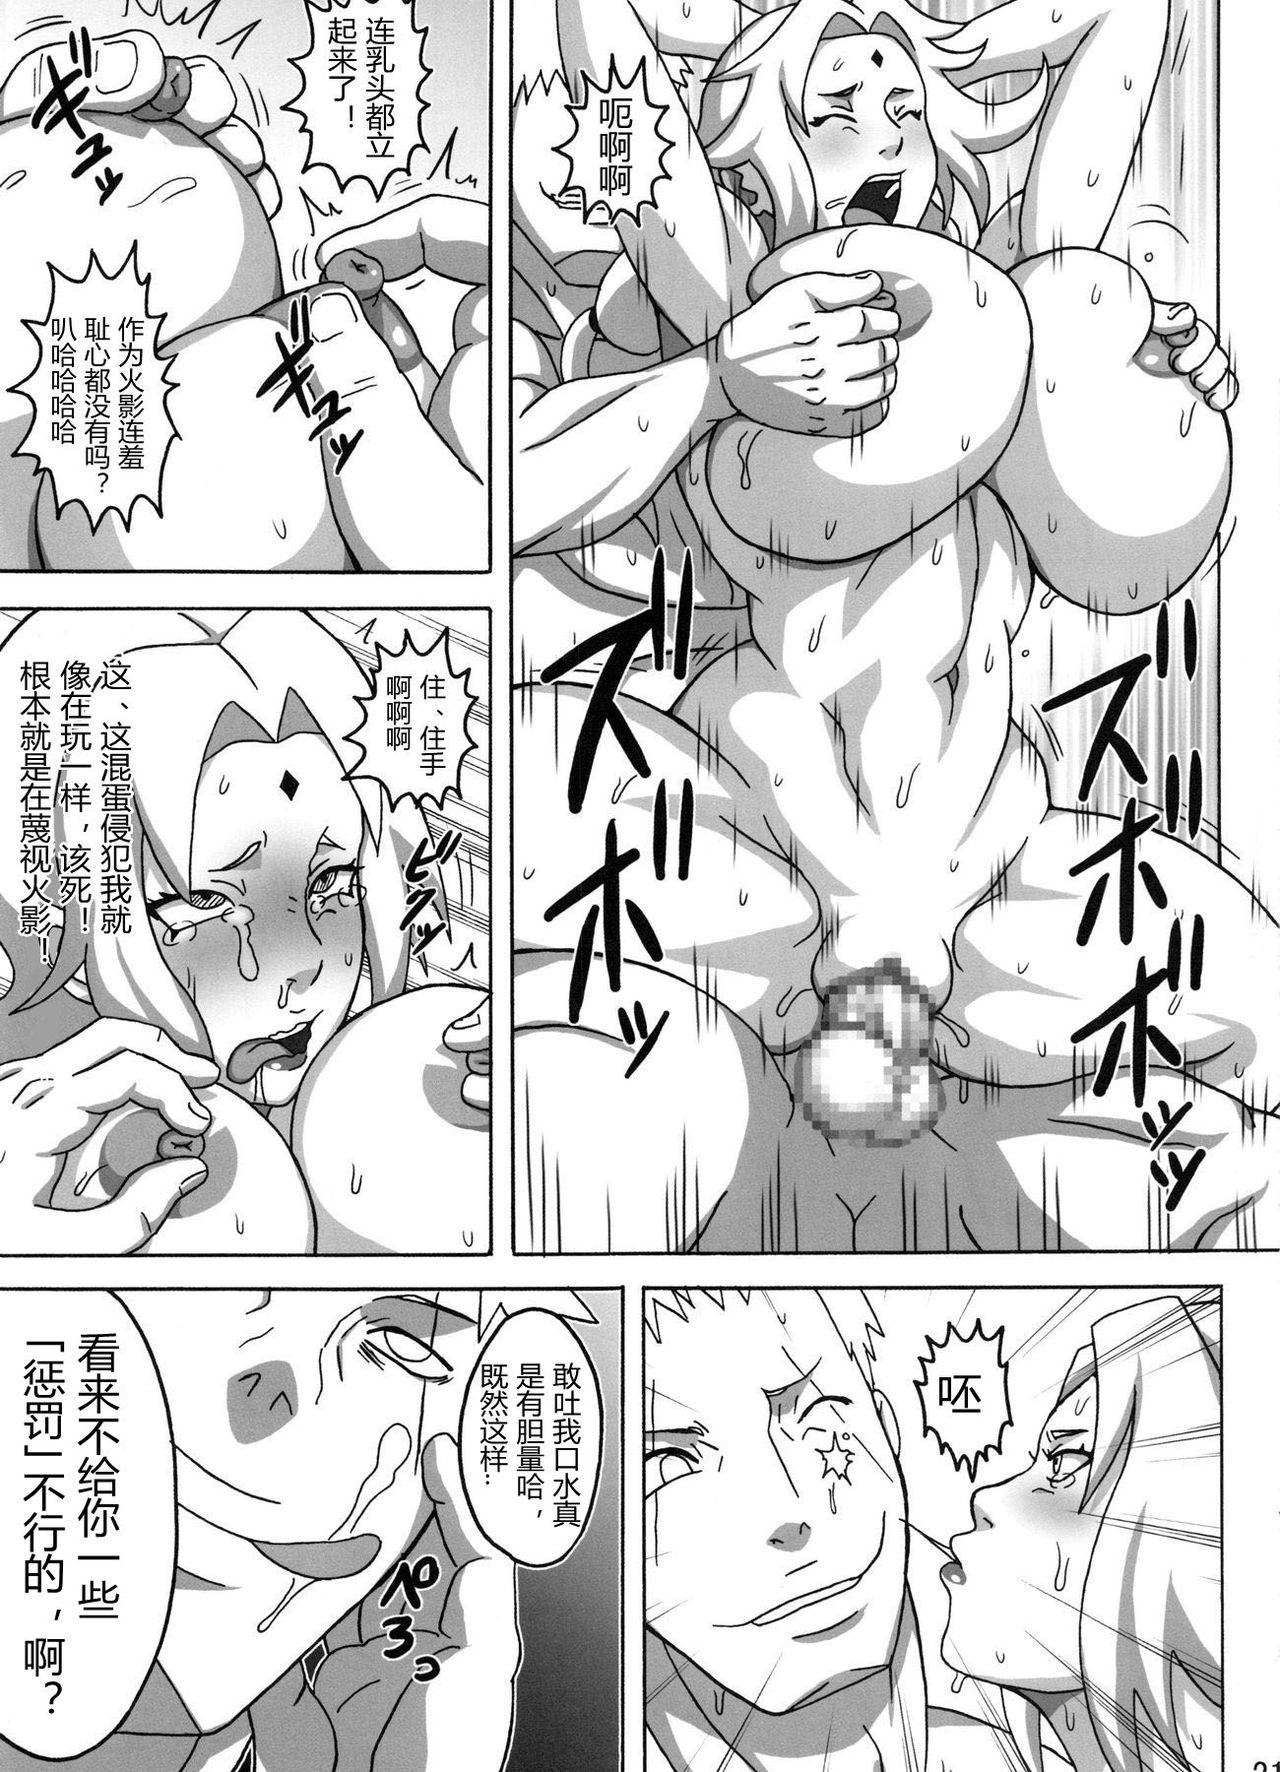 呃啊啊
ズボズボッ
ズボズボッ
连乳头都立
起来了！
ギュッ
作为火影连羞
耻心都没有吗？
叭哈哈哈哈
ギュッ
住、住手
啊啊啊
ビクッ
这、这混蛋侵犯我就
像在玩一样，该死！
根本就是在蔑视火影！
呸
敢吐我口水真
是有胆量哈，
既然这样…
ペロ
看来不给你一些
「惩罚」不行的，啊？
21